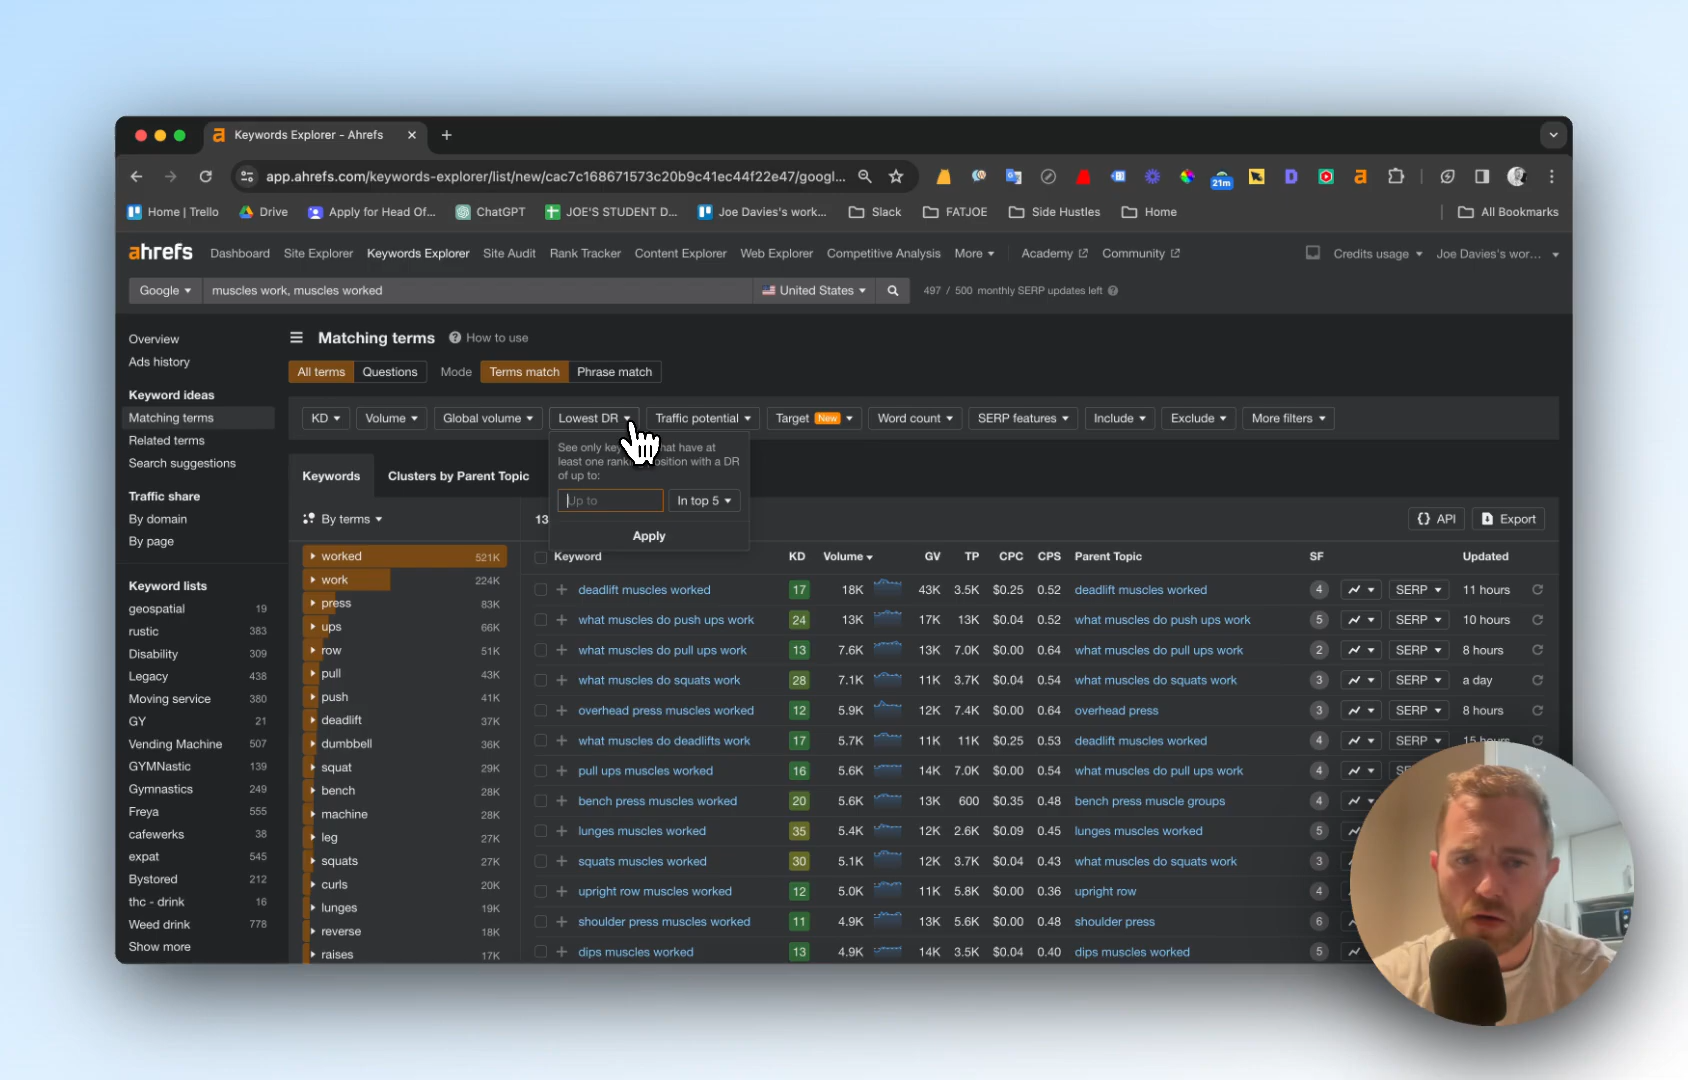 Keywords Explorer - Ahrefs
app.ahrefs.com/keywords-explorer/list/new/cac7c168671573c20b9c41ec44f22e47/googl...
21m
Home | Trello
Drive
Apply for Head Of...
ChatGPT
JOE'S STUDENT D...
Joe Davies's work...
Slack
FATJOE
Side Hustles
Home
All Bookmarks
ahrefs
Dashboard
Site Explorer
Keywords Explorer
Site Audit
Rank Tracker
Content Explorer
Web Explorer
Competitive Analysis
More
Academy
Community
Credits usage
Joe Davies's wor...
Google
muscles work, muscles worked
United States
497 / 500 monthly SERP updates left
Overview
Ads history
Keyword ideas
Matching terms
Related terms
Search suggestions
Traffic share
By domain
By page
Keyword lists
geospatial 19
rustic 383
Disability 309
Legacy 438
Moving service 380
GY 21
Vending Machine 507
GYMNastic 139
Gymnastics 249
Freya 555
cafewerks 38
expat 545
Bystored 212
thc - drink 16
Weed drink 778
Show more
Matching terms
How to use
All terms
Questions
Mode
Terms match
Phrase match
KD
Volume
Global volume
Lowest DR
Traffic potential
Target New
Word count
SERP features
Include
Exclude
More filters
See only key hat have at
least one rank osition with a DR
of up to:
Up to
In top 5
Apply
Keywords
Clusters by Parent Topic
By terms
13
API
Export
worked 521K
work 224K
press 83K
ups 66K
row 51K
pull 43K
push 41K
deadlift 37K
dumbbell 36K
squat 29K
bench 28K
machine 28K
leg 27K
squats 27K
curls 20K
lunges 19K
reverse 18K
raises 17K
Keyword KD Volume GV TP CPC CPS Parent Topic SF Updated
deadlift muscles worked 17 18K 43K 3.5K $0.25 0.52 deadlift muscles worked 4 SERP 11 hours
what muscles do push ups work 24 13K 17K 13K $0.04 0.52 what muscles do push ups work 5 SERP 10 hours
what muscles do pull ups work 13 7.6K 13K 7.0K $0.00 0.64 what muscles do pull ups work 2 SERP 8 hours
what muscles do squats work 28 7.1K 11K 3.7K $0.04 0.54 what muscles do squats work 3 SERP a day
overhead press muscles worked 12 5.9K 12K 7.4K $0.00 0.64 overhead press 3 SERP 8 hours
what muscles do deadlifts work 17 5.7K 11K 11K $0.25 0.53 deadlift muscles worked 4 SERP 15 hours
pull ups muscles worked 16 5.6K 14K 7.0K $0.00 0.54 what muscles do pull ups work 4 SE
bench press muscles worked 20 5.6K 13K 600 $0.35 0.48 bench press muscle groups 4
lunges muscles worked 35 5.4K 12K 2.6K $0.09 0.45 lunges muscles worked 5
squats muscles worked 30 5.1K 12K 3.7K $0.04 0.43 what muscles do squats work 3
upright row muscles worked 12 5.0K 11K 5.8K $0.00 0.36 upright row 4
shoulder press muscles worked 11 4.9K 13K 5.6K $0.00 0.48 shoulder press 6
dips muscles worked 13 4.9K 14K 3.5K $0.04 0.40 dips muscles worked 5